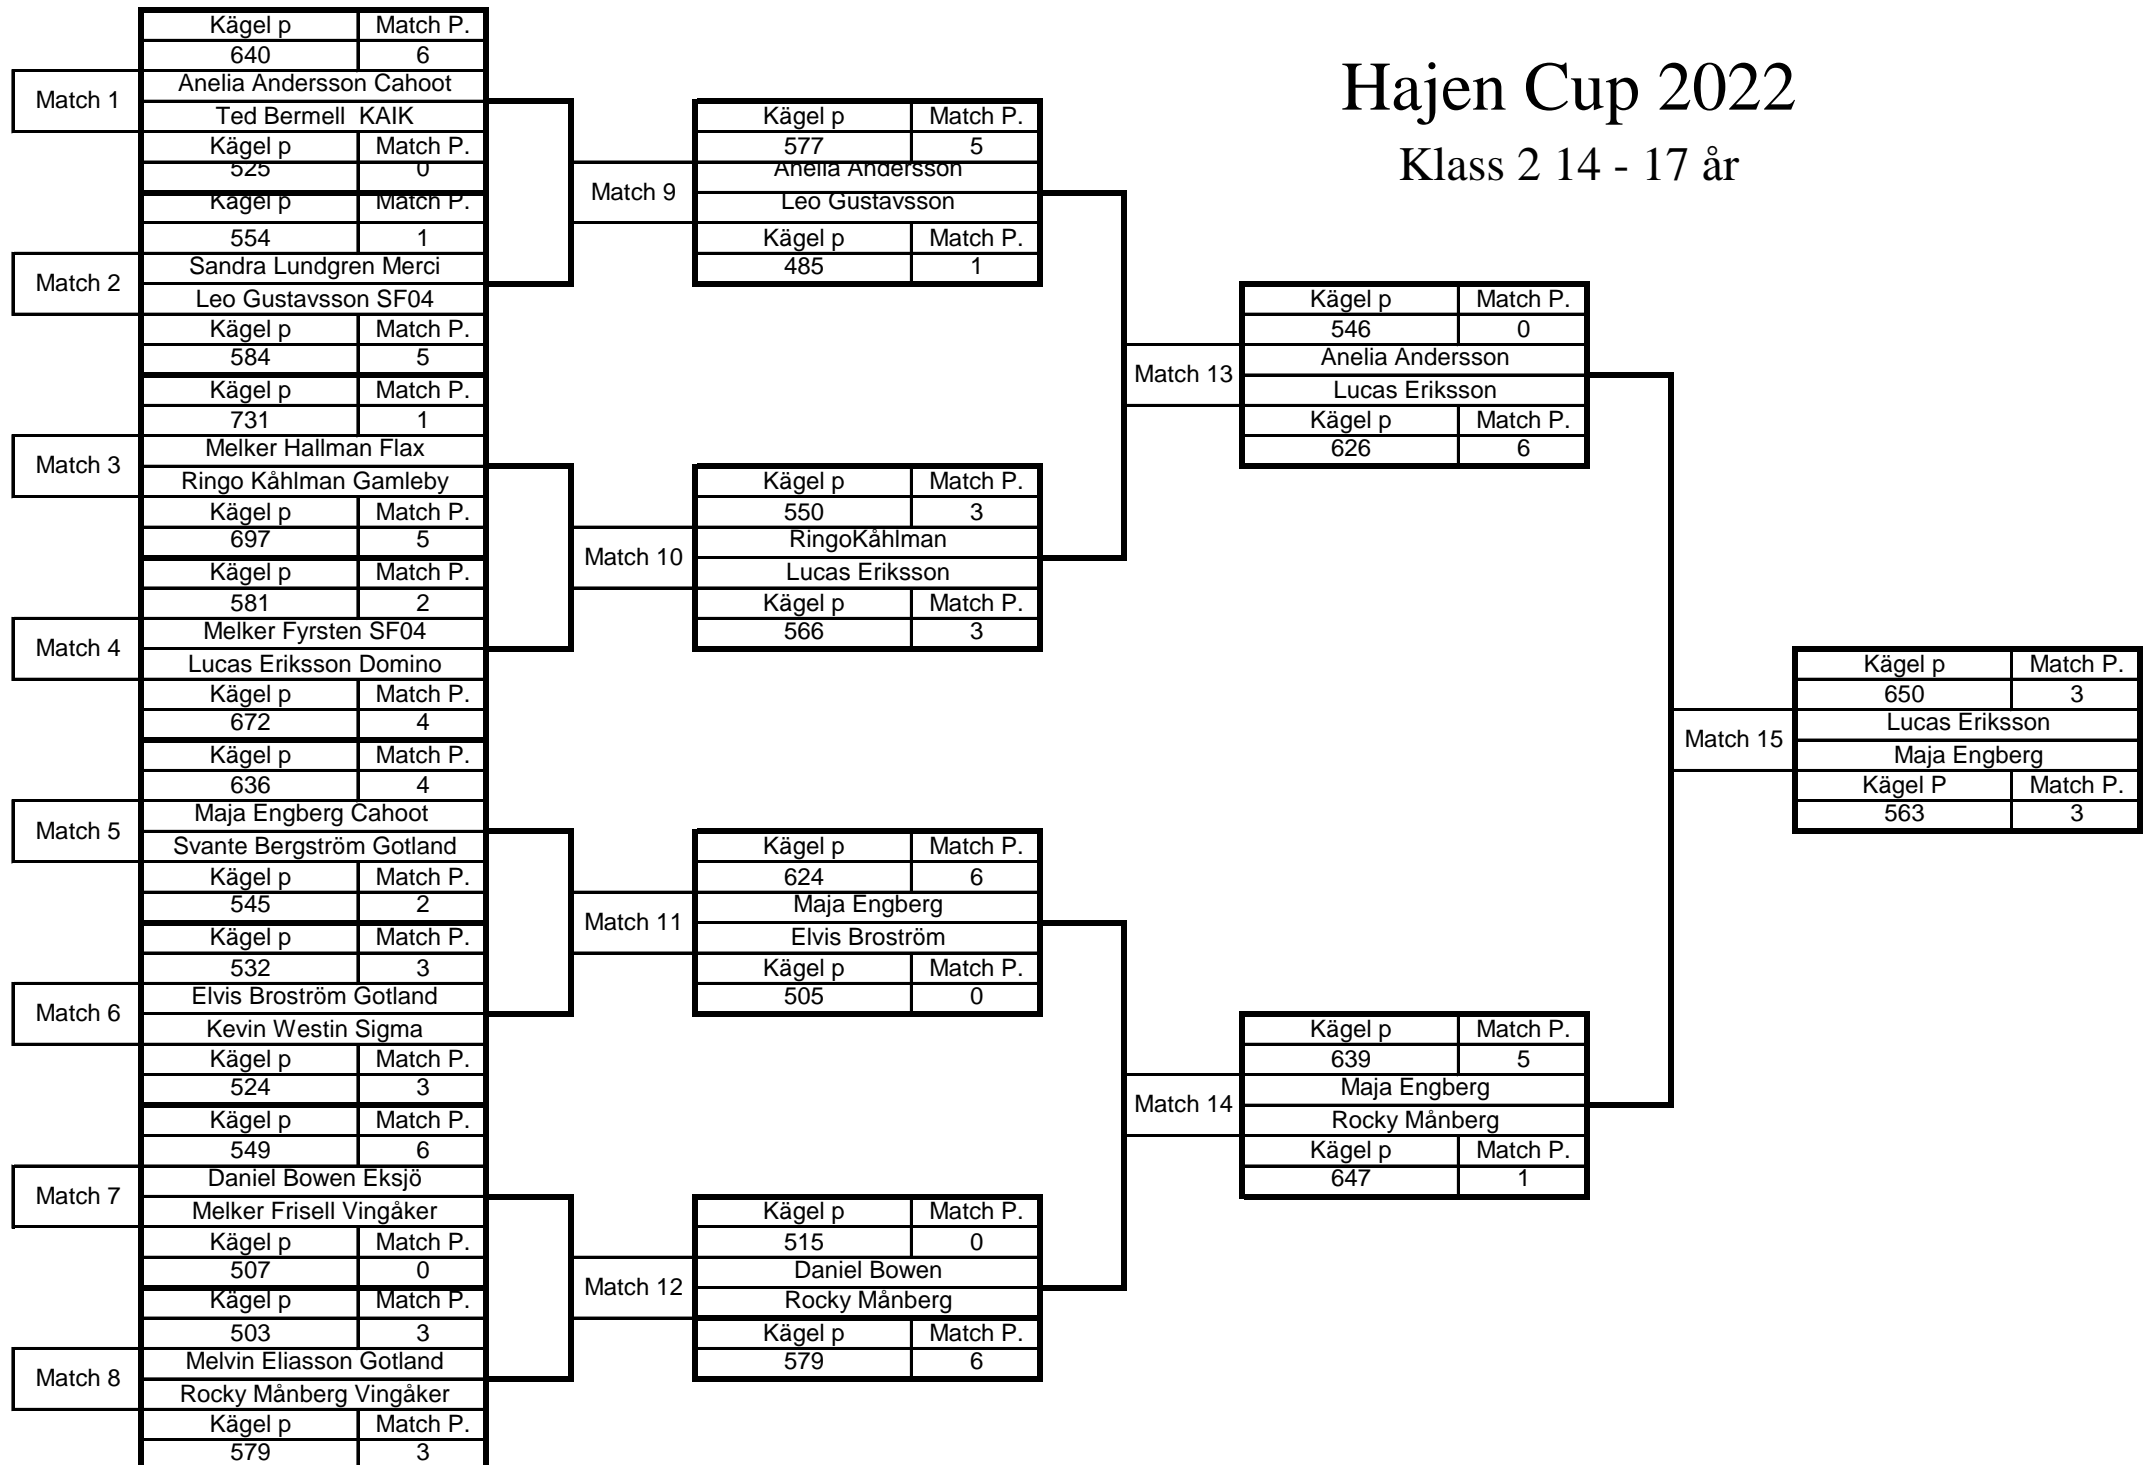 Hajen Cup 2022
Klass 2 14 - 17 år
Kägel p Match P.
640 6
Match 1
Anelia Andersson Cahoot
Ted Bermell KAIK
Kägel p Match P.
525 0
Kägel p Match P.
554 1
Match 2
Sandra Lundgren Merci
Leo Gustavsson SF04
Kägel p Match P.
584 5
Kägel p Match P.
731 1
Match 3
Melker Hallman Flax
Ringo Kåhlman Gamleby
Kägel p Match P.
697 5
Kägel p Match P.
581 2
Match 4
Melker Fyrsten SF04
Lucas Eriksson Domino
Kägel p Match P.
672 4
Kägel p Match P.
636 4
Match 5
Maja Engberg Cahoot
Svante Bergström Gotland
Kägel p Match P.
545 2
Kägel p Match P.
532 3
Match 6
Elvis Broström Gotland
Kevin Westin Sigma
Kägel p Match P.
524 3
Kägel p Match P.
549 6
Match 7
Daniel Bowen Eksjö
Melker Frisell Vingåker
Kägel p Match P.
507 0
Kägel p Match P.
503 3
Match 8
Melvin Eliasson Gotland
Rocky Månberg Vingåker
Kägel p Match P.
579 3
Kägel p Match P.
577 5
Match 9
Anelia Andersson
Leo Gustavsson
Kägel p Match P.
485 1
Kägel p Match P.
550 3
Match 10
RingoKåhlman
Lucas Eriksson
Kägel p Match P.
566 3
Kägel p Match P.
624 6
Match 11
Maja Engberg
Elvis Broström
Kägel p Match P.
505 0
Kägel p Match P.
515 0
Match 12
Daniel Bowen
Rocky Månberg
Kägel p Match P.
579 6
Kägel p Match P.
546 0
Match 13
Anelia Andersson
Lucas Eriksson
Kägel p Match P.
626 6
Kägel p Match P.
639 5
Match 14
Maja Engberg
Rocky Månberg
Kägel p Match P.
647 1
Kägel p Match P.
650 3
Match 15
Lucas Eriksson
Maja Engberg
Kägel P Match P.
563 3